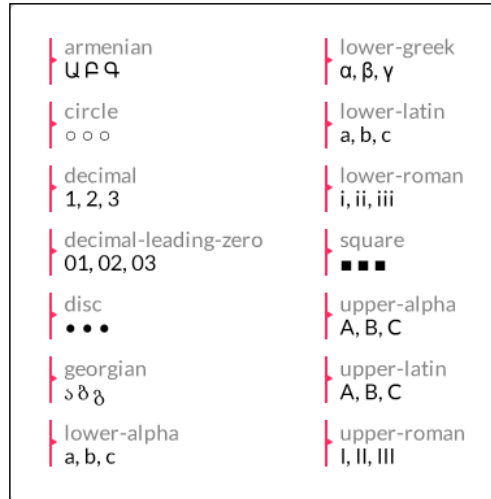 armenian
Ա Բ Գ
circle
○ ○ ○
decimal
1, 2, 3
decimal-leading-zero
01, 02, 03
disc
● ● ●
georgian
ა ბ გ
lower-alpha
a, b, c
lower-greek
α, β, γ
lower-latin
a, b, c
lower-roman
i, ii, iii
square
■ ■ ■
upper-alpha
A, B, C
upper-latin
A, B, C
upper-roman
I, II, III